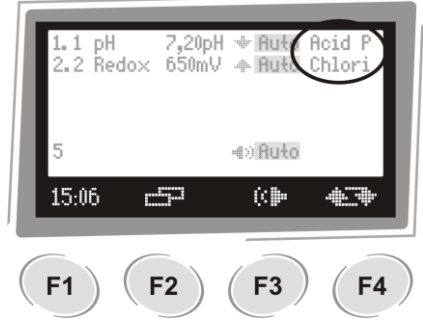 1.1 pH 7,20pH Auto Acid P
2.2 Redox 650mV Auto Chlori
5 Auto
15:06
F1 F2 F3 F4